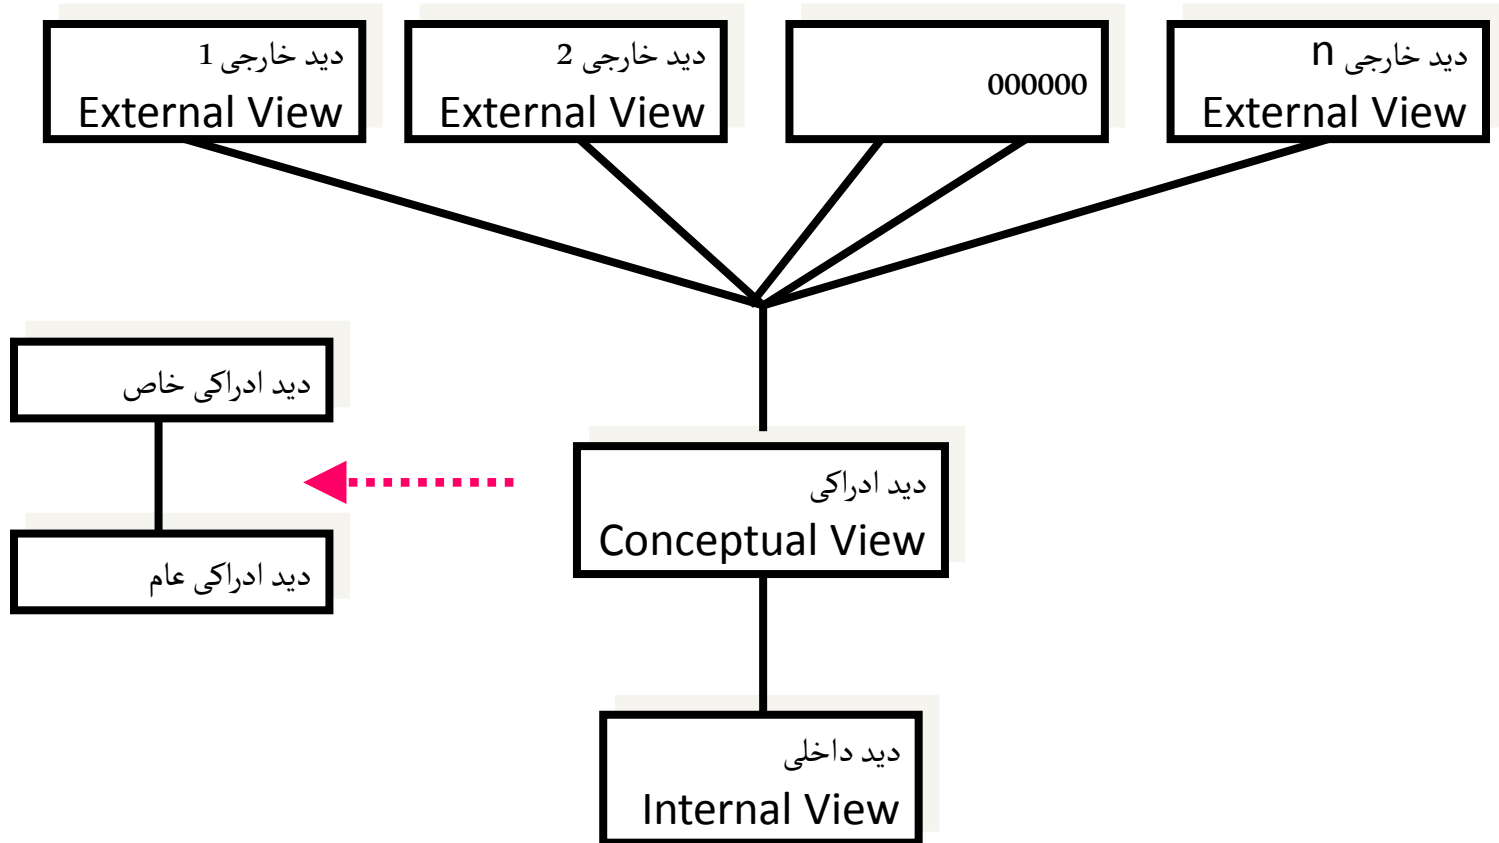 دید خارجی 1
External View
دید خارجی 2
External View
oooooo
دید خارجی n
External View
دید ادراکی خاص
دید ادراکی
Conceptual View
دید ادراکی عام
دید داخلی
Internal View